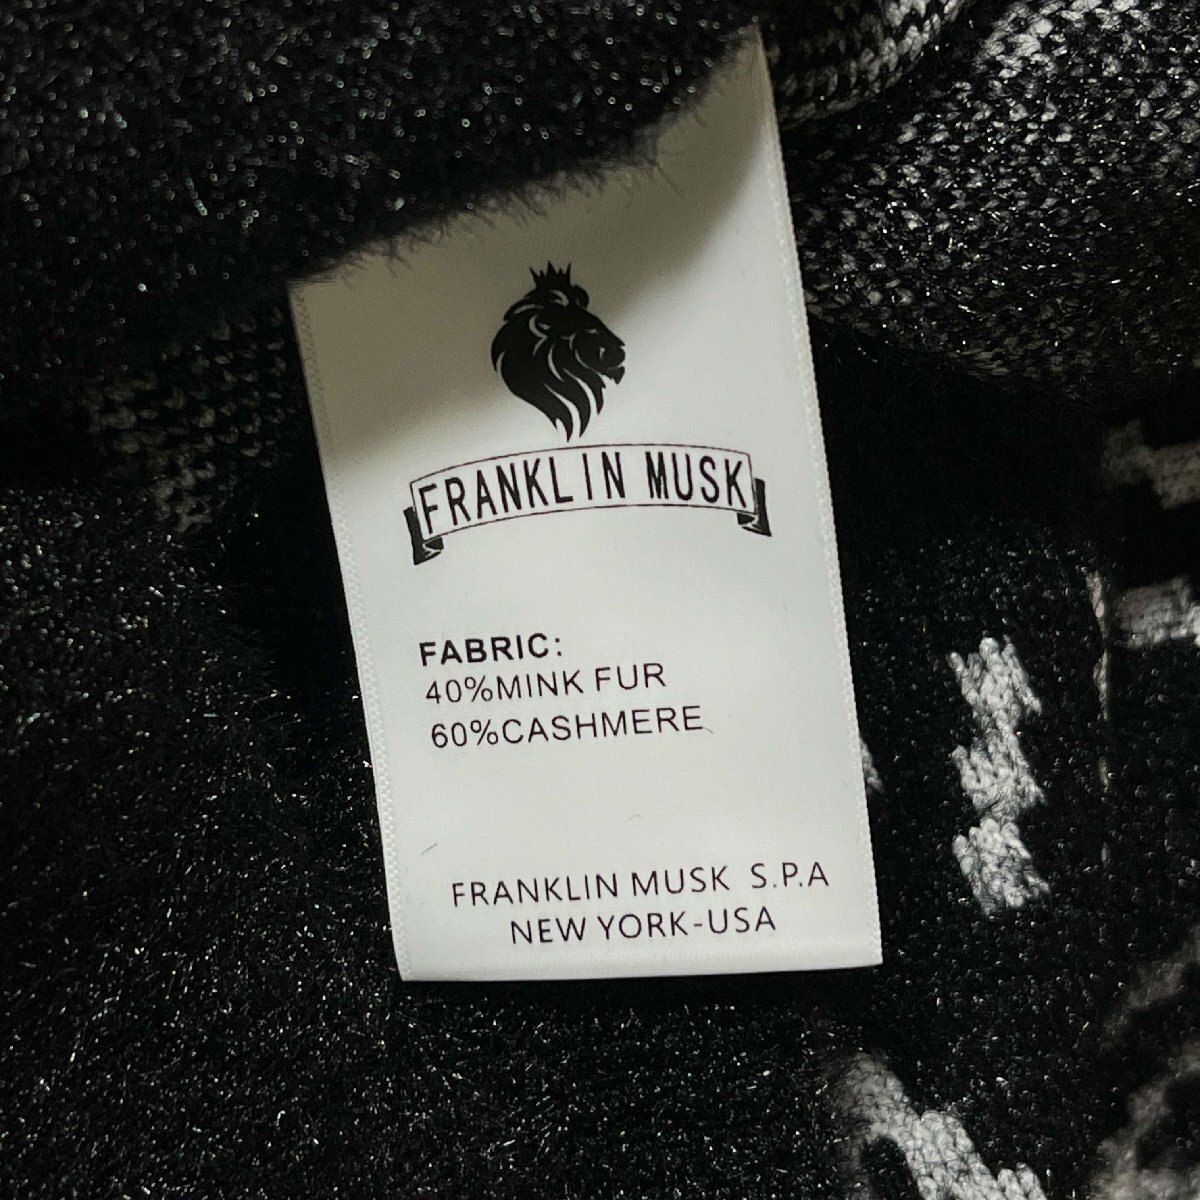 FRANKLIN MUSK
FABRIC:
40%MINK FUR
60%CASHMERE
FRANKLIN MUSK S.P.A
NEW YORK-USA